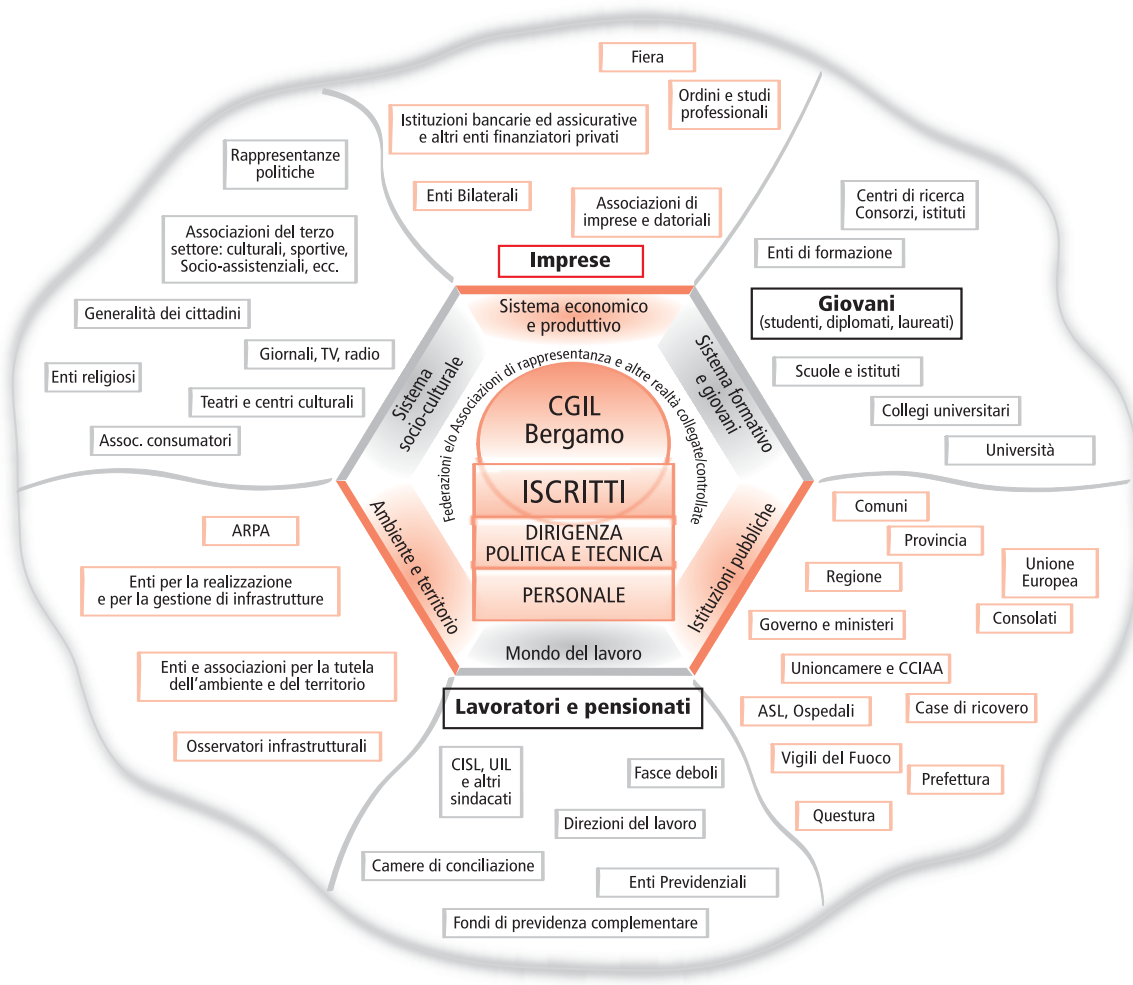 Fiera
Ordini e studi
professionali
Istituzioni bancarie ed assicurative
e altri enti finanziatori privati
Enti Bilaterali
Associazioni di
imprese e datoriali
Imprese
Sistema economico
e produttivo
Rappresentanze
politiche
Associazioni del terzo
settore: culturali, sportive,
Socio-assistenziali, ecc.
Generalità dei cittadini
Giornali, TV, radio
Enti religiosi
Teatri e centri culturali
Assoc. consumatori
Sistema
socio-culturale
Centri di ricerca
Consorzi, istituti
Enti di formazione
Giovani
(studenti, diplomati, laureati)
Scuole e istituti
Collegi universitari
Università
Sistema formativo
e giovani
Federazioni e/o Associazioni di rappresentanza e altre realtà collegate/controllate
CGIL
Bergamo
ISCRITTI
DIRIGENZA
POLITICA E TECNICA
PERSONALE
Ambiente e territorio
ARPA
Enti per la realizzazione
e per la gestione di infrastrutture
Enti e associazioni per la tutela
dell'ambiente e del territorio
Osservatori infrastrutturali
Istituzioni pubbliche
Comuni
Provincia
Unione
Europea
Regione
Consolati
Governo e ministeri
Unioncamere e CCIAA
ASL, Ospedali
Case di ricovero
Vigili del Fuoco
Prefettura
Questura
Mondo del lavoro
Lavoratori e pensionati
CISL, UIL
e altri
sindacati
Fasce deboli
Direzioni del lavoro
Camere di conciliazione
Enti Previdenziali
Fondi di previdenza complementare